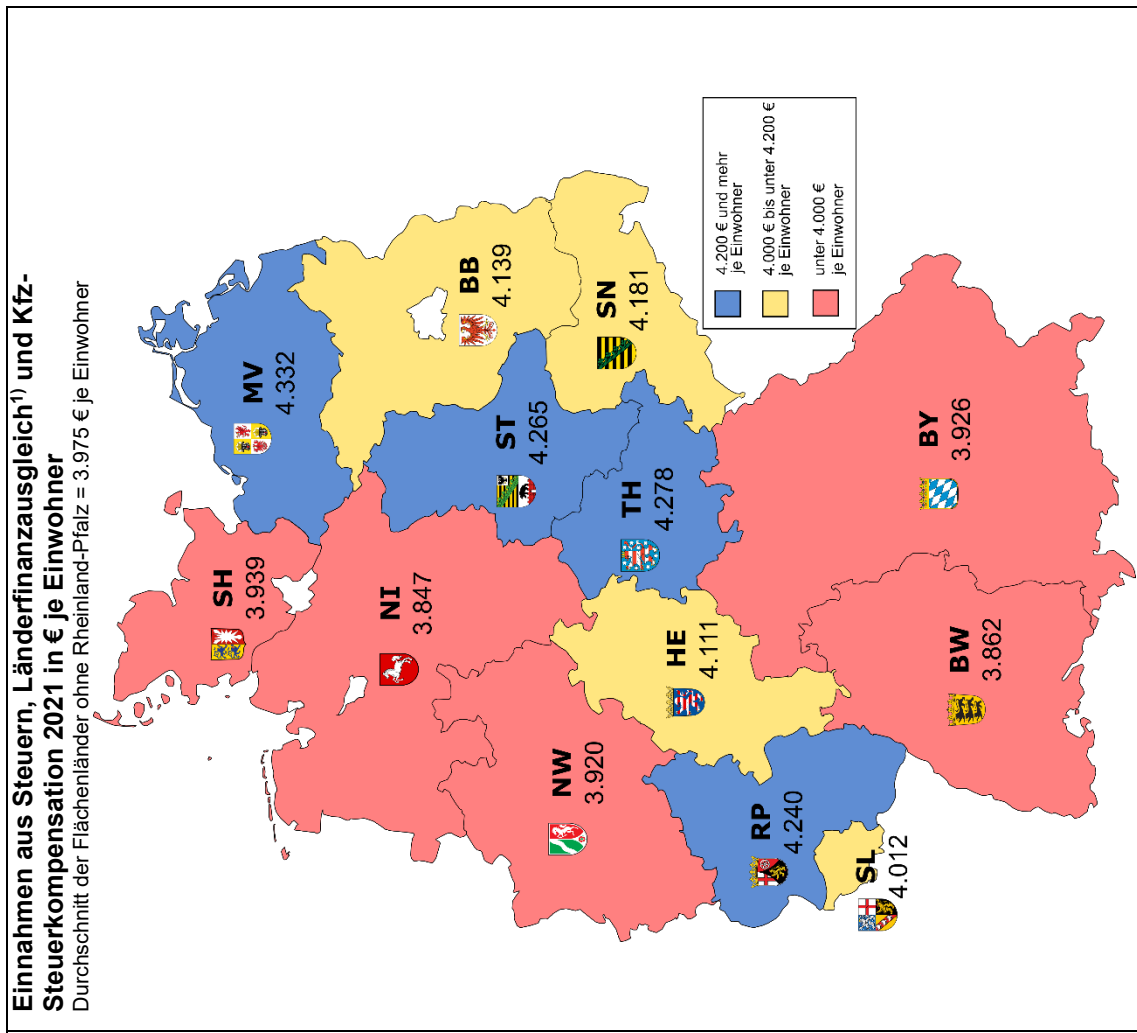 Einnahmen aus Steuern, Länderfinanzausgleich¹⁾ und Kfz-
Steuerkompensation 2021 in € je Einwohner
Durchschnitt der Flächenländer ohne Rheinland-Pfalz = 3.975 € je Einwohner
SH
3.939
MV
4.332
NI
3.847
BB
4.139
ST
4.265
NW
3.920
SN
4.181
TH
4.278
HE
4.111
RP
4.240
SL
4.012
BY
3.926
BW
3.862
4.200 € und mehr
je Einwohner
4.000 € bis unter 4.200 €
je Einwohner
unter 4.000 €
je Einwohner